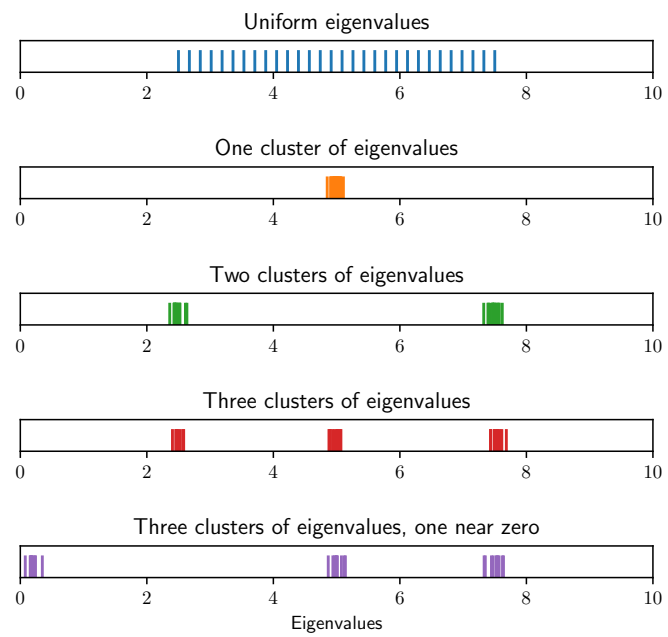 Uniform eigenvalues
0 2 4 6 8 10
One cluster of eigenvalues
0 2 4 6 8 10
Two clusters of eigenvalues
0 2 4 6 8 10
Three clusters of eigenvalues
0 2 4 6 8 10
Three clusters of eigenvalues, one near zero
0 2 4 6 8 10
Eigenvalues